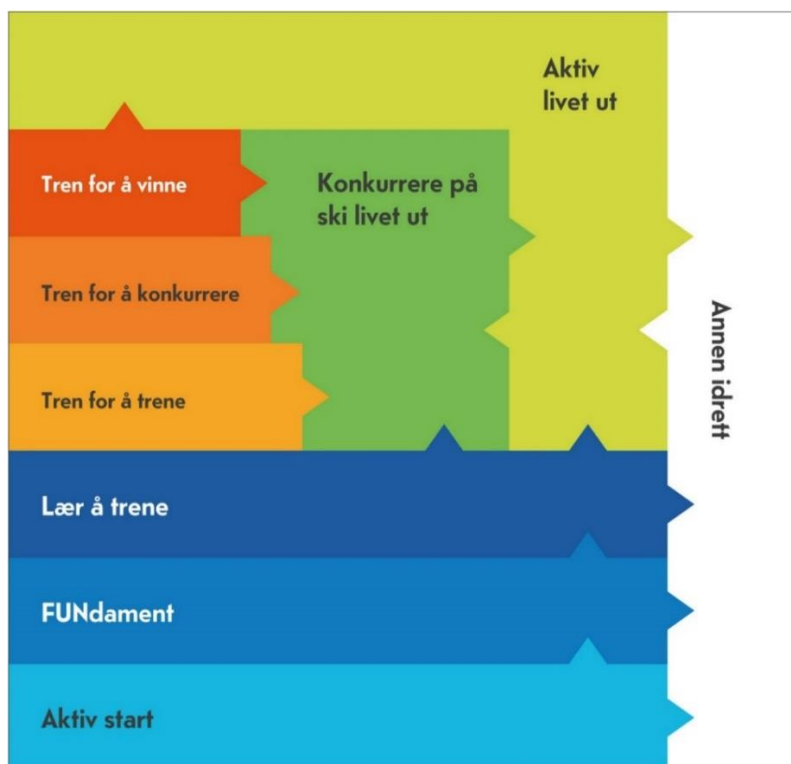 Aktiv
livet ut
Tren for å vinne
Konkurrere på
ski livet ut
Tren for å konkurrere
Annen idrett
Tren for å trene
Lær å trene
FUNdament
Aktiv start